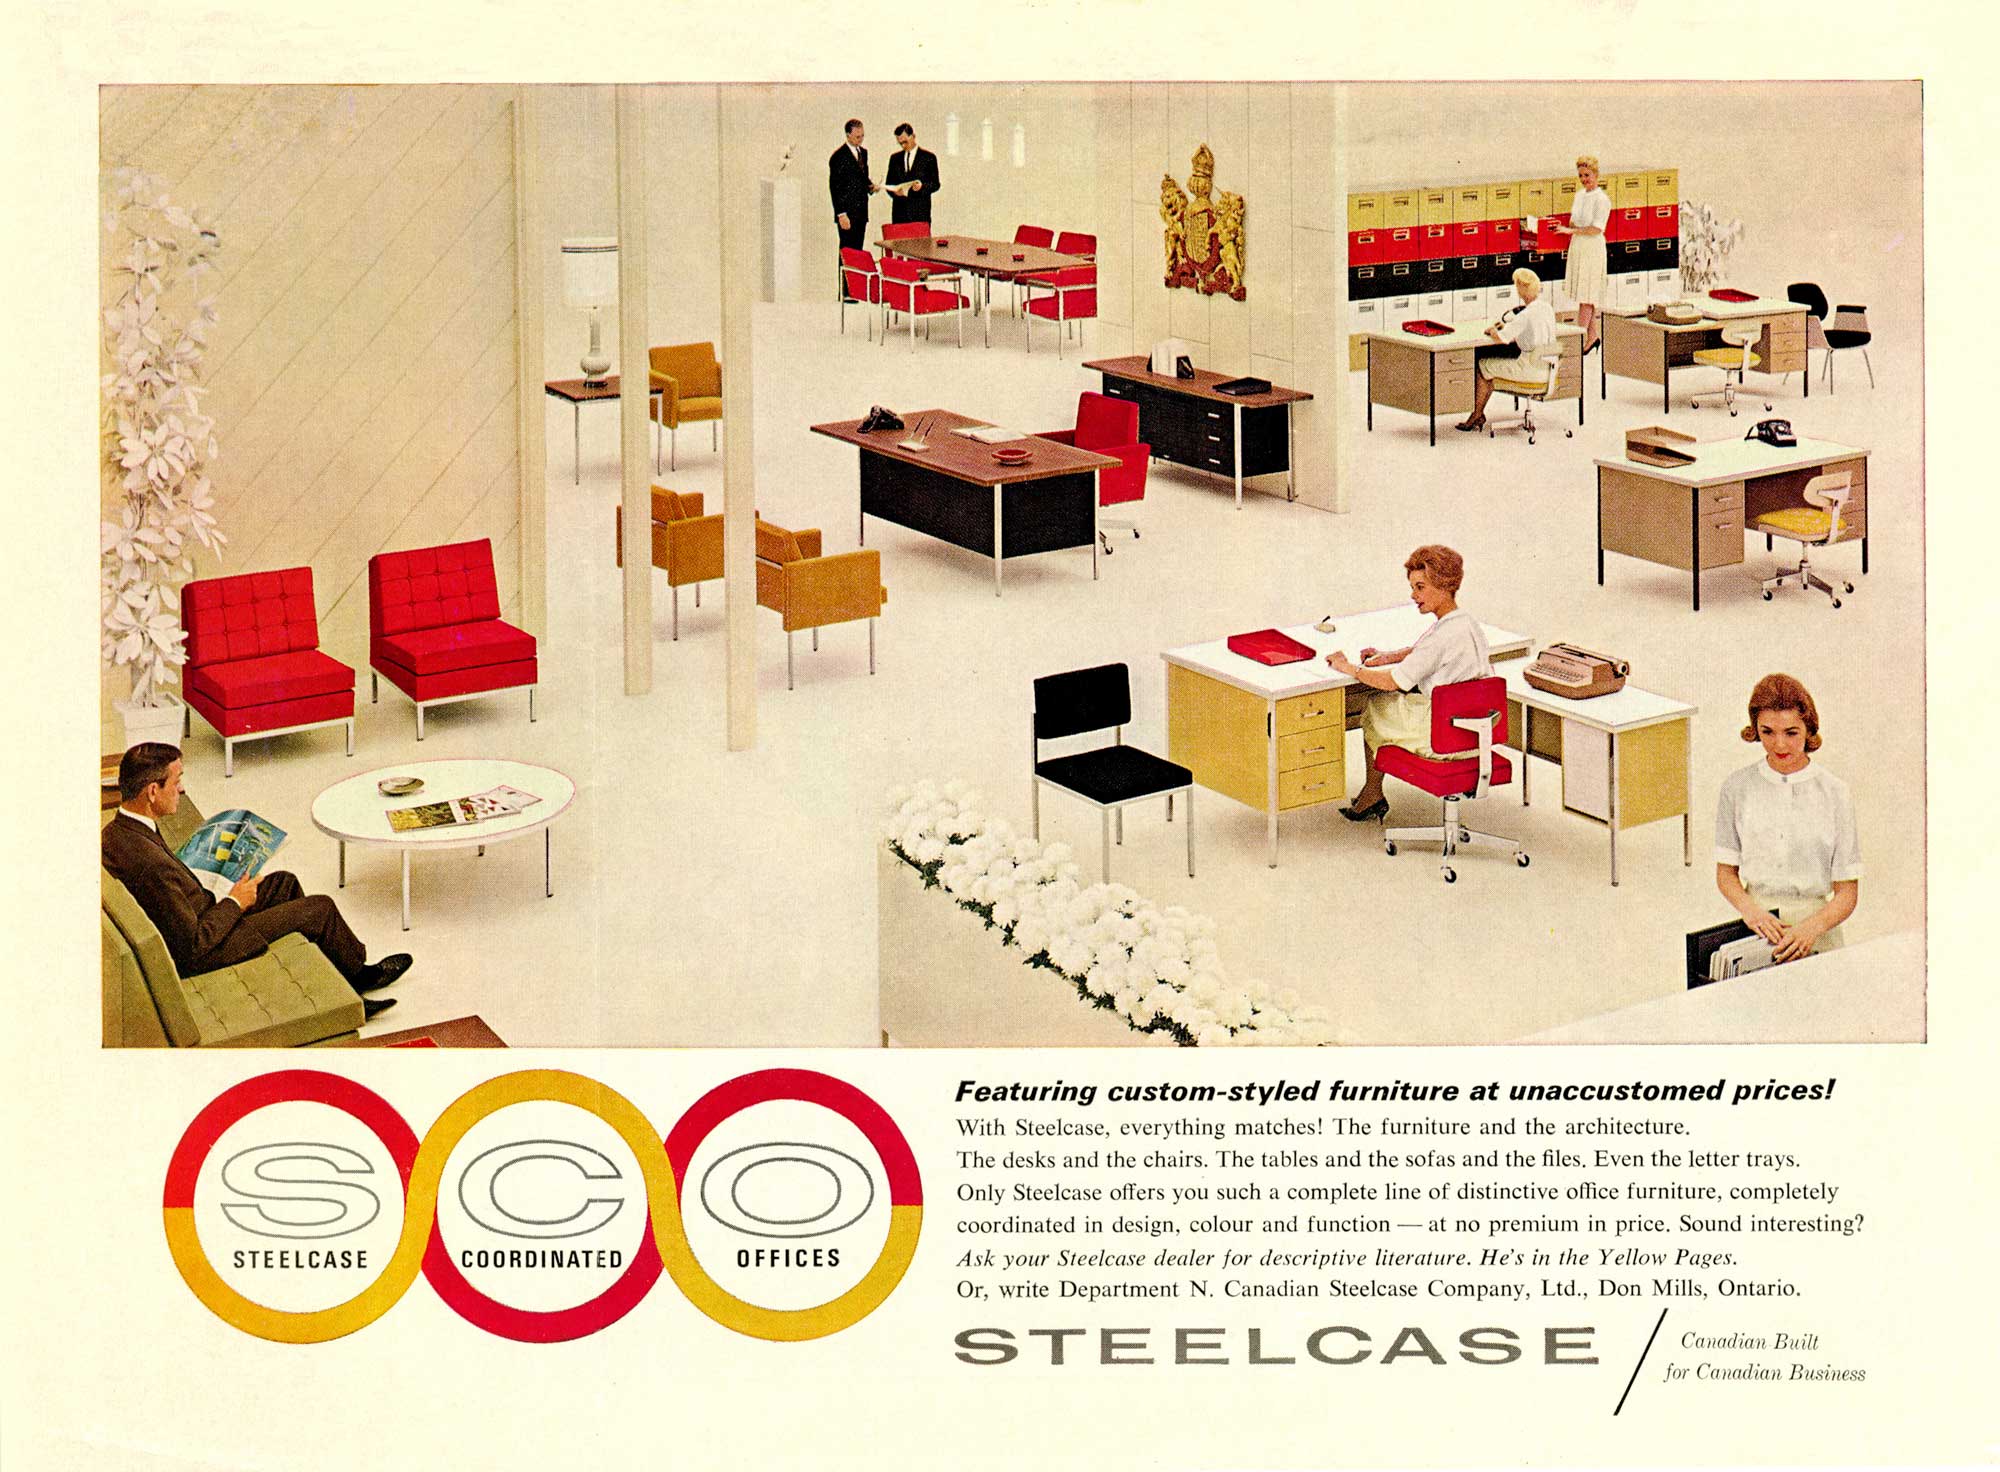 S C O
STEELCASE COORDINATED OFFICES
Featuring custom-styled furniture at unaccustomed prices!
With Steelcase, everything matches! The furniture and the architecture.
The desks and the chairs. The tables and the sofas and the files. Even the letter trays.
Only Steelcase offers you such a complete line of distinctive office furniture, completely
coordinated in design, colour and function — at no premium in price. Sound interesting?
Ask your Steelcase dealer for descriptive literature. He's in the Yellow Pages.
Or, write Department N. Canadian Steelcase Company, Ltd., Don Mills, Ontario.
STEELCASE
Canadian Built
for Canadian Business